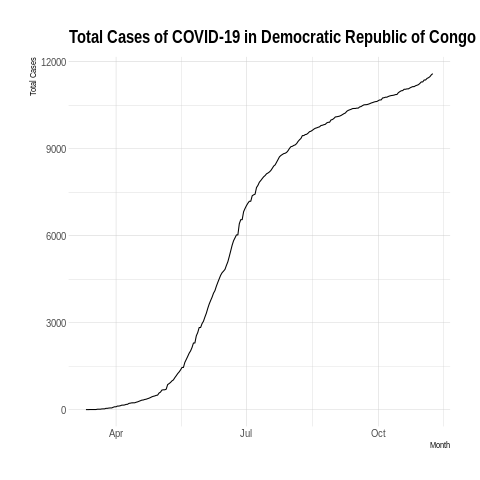 Total Cases of COVID-19 in Democratic Republic of Congo
Total Cases
12000
9000
6000
3000
0
Apr Jul Oct
Month